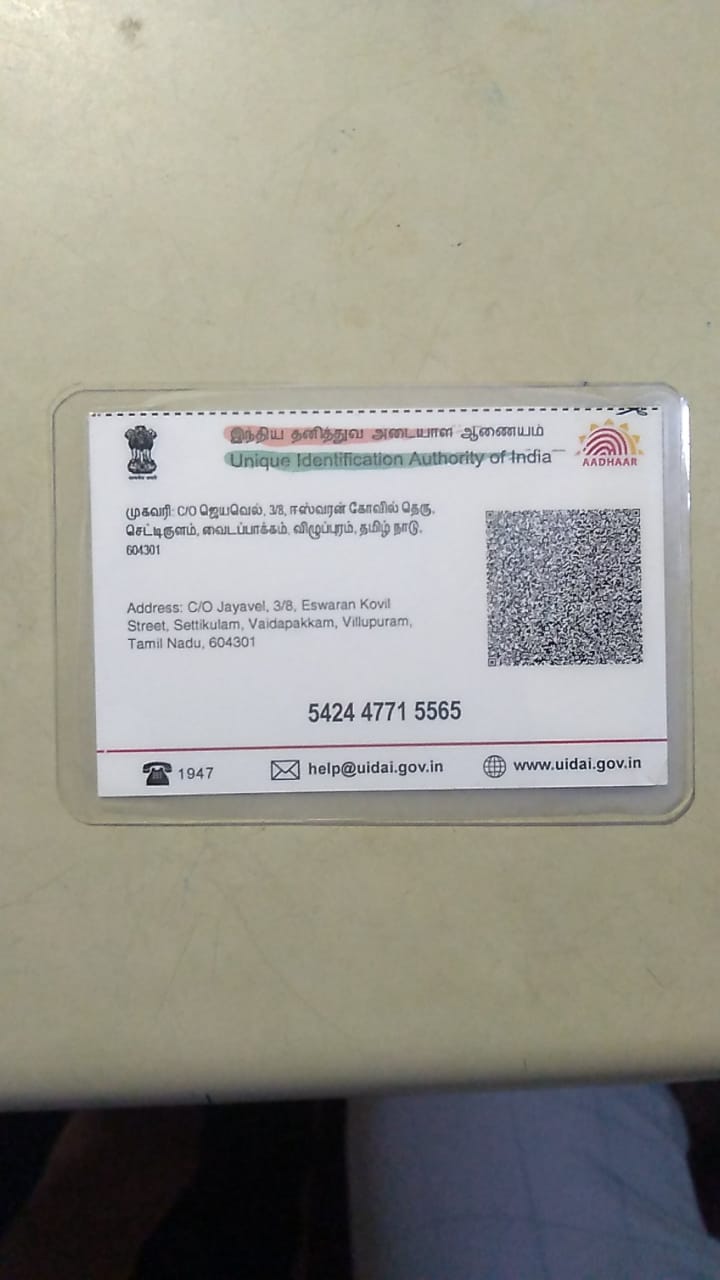 இந்திய தனித்துவ அடையாள ஆணையம்
Unique Identification Authority of India
AADHAAR
முகவரி: C/O ஜெயவெல், 3/8, ஈஸ்வரன் கோவில் தெரு,
செட்டிகுளம், வைடப்பாக்கம், விழுப்புரம், தமிழ் நாடு,
604301
Address: C/O Jayavel, 3/8, Eswaran Kovil
Street, Settikulam, Vaidapakkam, Villupuram,
Tamil Nadu, 604301
5424 4771 5565
1947 help@uidai.gov.in www.uidai.gov.in